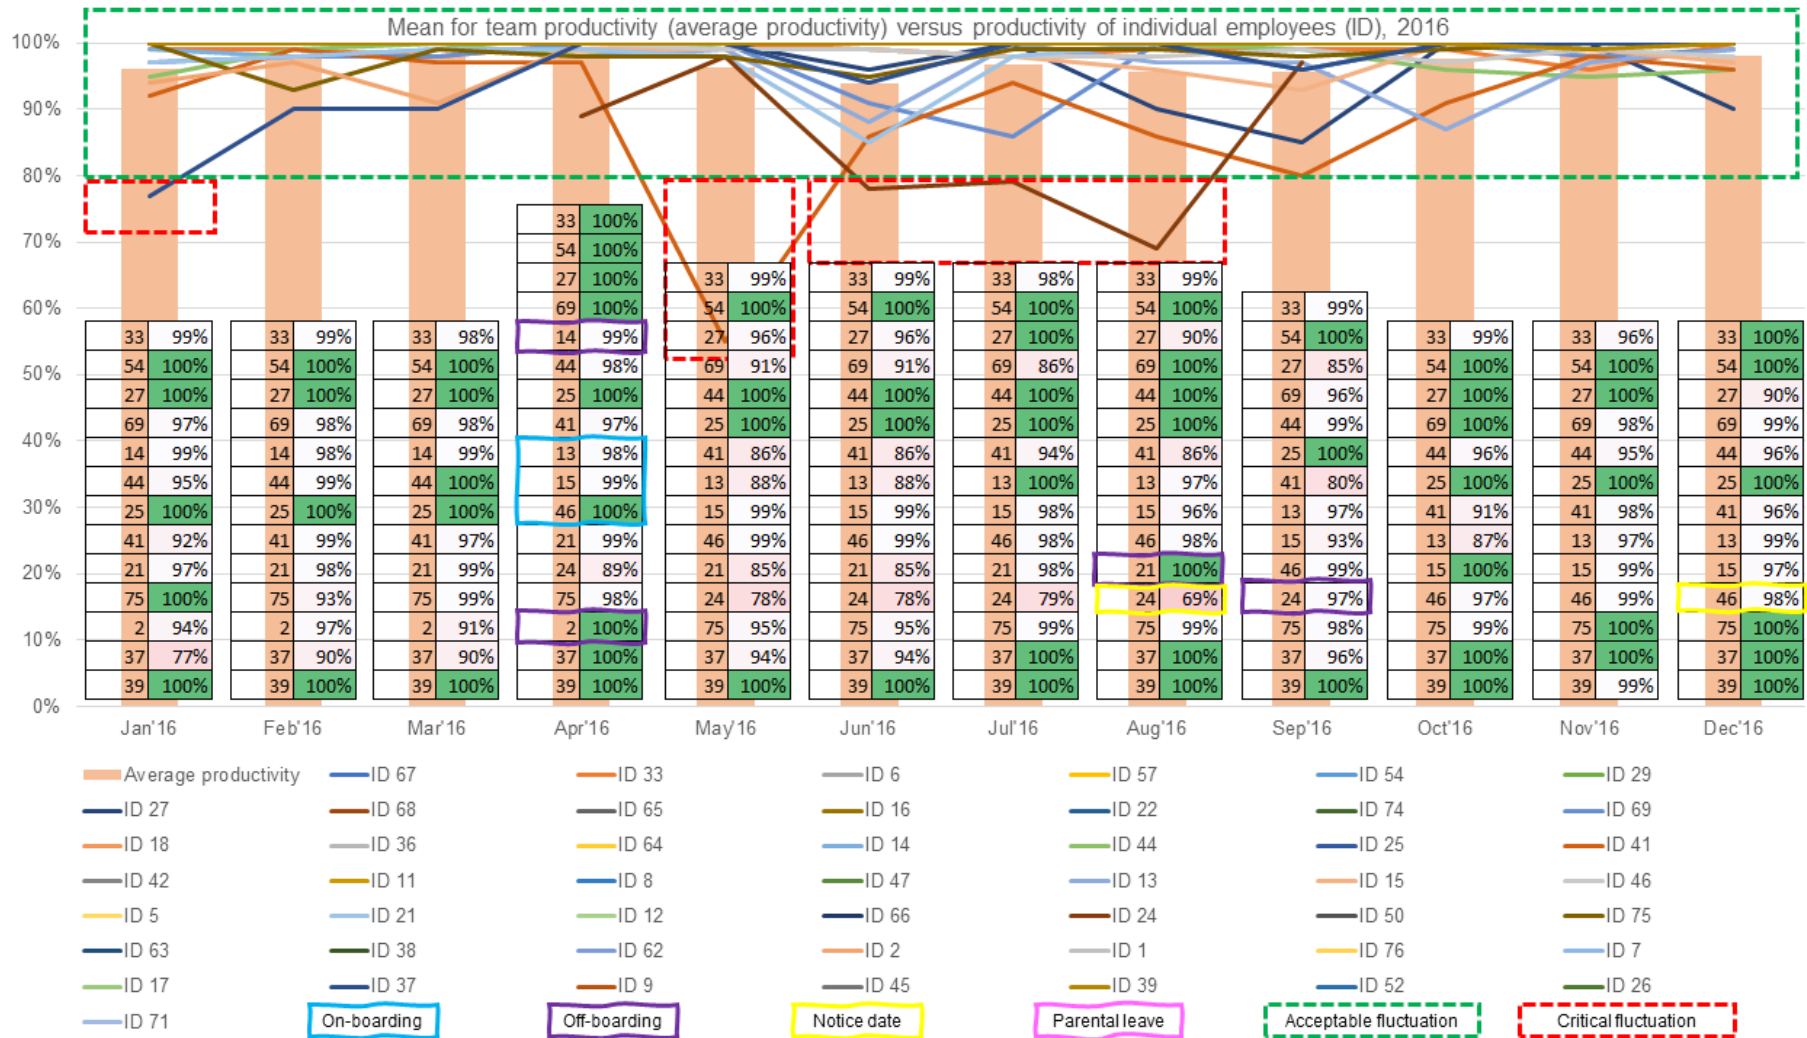 Mean for team productivity (average productivity) versus productivity of individual employees (ID), 2016
100%
90%
80%
33 100%
70%
54 100%
27 100% 33 99% 33 99% 33 98% 33 99%
60% 69 100% 54 100% 54 100% 54 100% 54 100% 33 99%
33 99% 33 99% 33 98% 14 99% 27 96% 27 96% 27 100% 27 90% 54 100% 33 99% 33 96% 33 100%
50% 54 100% 54 100% 54 100% 44 98% 69 91% 69 91% 69 86% 69 100% 27 85% 54 100% 54 100% 54 100%
27 100% 27 100% 27 100% 25 100% 44 100% 44 100% 44 100% 44 100% 69 96% 27 100% 27 100% 27 90%
40% 69 97% 69 98% 69 98% 41 97% 25 100% 25 100% 25 100% 25 100% 44 99% 69 100% 69 98% 69 99%
14 99% 14 98% 14 99% 13 98% 41 86% 41 86% 41 94% 41 86% 25 100% 44 96% 44 95% 44 96%
44 95% 44 99% 44 100% 15 99% 13 88% 13 88% 13 100% 13 97% 41 80% 25 100% 25 100% 25 100%
30% 25 100% 25 100% 25 100% 46 100% 15 99% 15 99% 15 98% 15 96% 13 97% 41 91% 41 98% 41 96%
41 92% 41 99% 41 97% 21 99% 46 99% 46 99% 46 98% 46 98% 15 93% 13 87% 13 97% 13 99%
20% 21 97% 21 98% 21 99% 24 89% 21 85% 21 85% 21 98% 21 100% 46 99% 15 100% 15 99% 15 97%
75 100% 75 93% 75 99% 75 98% 24 78% 24 78% 24 79% 24 69% 24 97% 46 97% 46 99% 46 98%
10% 2 94% 2 97% 2 91% 2 100% 75 95% 75 95% 75 99% 75 99% 75 98% 75 99% 75 100% 75 100%
37 77% 37 90% 37 90% 37 100% 37 94% 37 94% 37 100% 37 100% 37 96% 37 100% 37 100% 37 100%
39 100% 39 100% 39 100% 39 100% 39 100% 39 100% 39 100% 39 100% 39 100% 39 100% 39 99% 39 100%
0%
Jan'16 Feb'16 Mar'16 Apr'16 May'16 Jun'16 Jul'16 Aug'16 Sep'16 Oct'16 Nov'16 Dec'16
Average productivity ID 67 ID 33 ID 6 ID 57 ID 54 ID 29
ID 27 ID 68 ID 65 ID 16 ID 22 ID 74 ID 69
ID 18 ID 36 ID 64 ID 14 ID 44 ID 25 ID 41
ID 42 ID 11 ID 8 ID 47 ID 13 ID 15 ID 46
ID 5 ID 21 ID 12 ID 66 ID 24 ID 50 ID 75
ID 63 ID 38 ID 62 ID 2 ID 1 ID 76 ID 7
ID 17 ID 37 ID 9 ID 45 ID 39 ID 52 ID 26
ID 71 On-boarding Off-boarding Notice date Parental leave Acceptable fluctuation Critical fluctuation